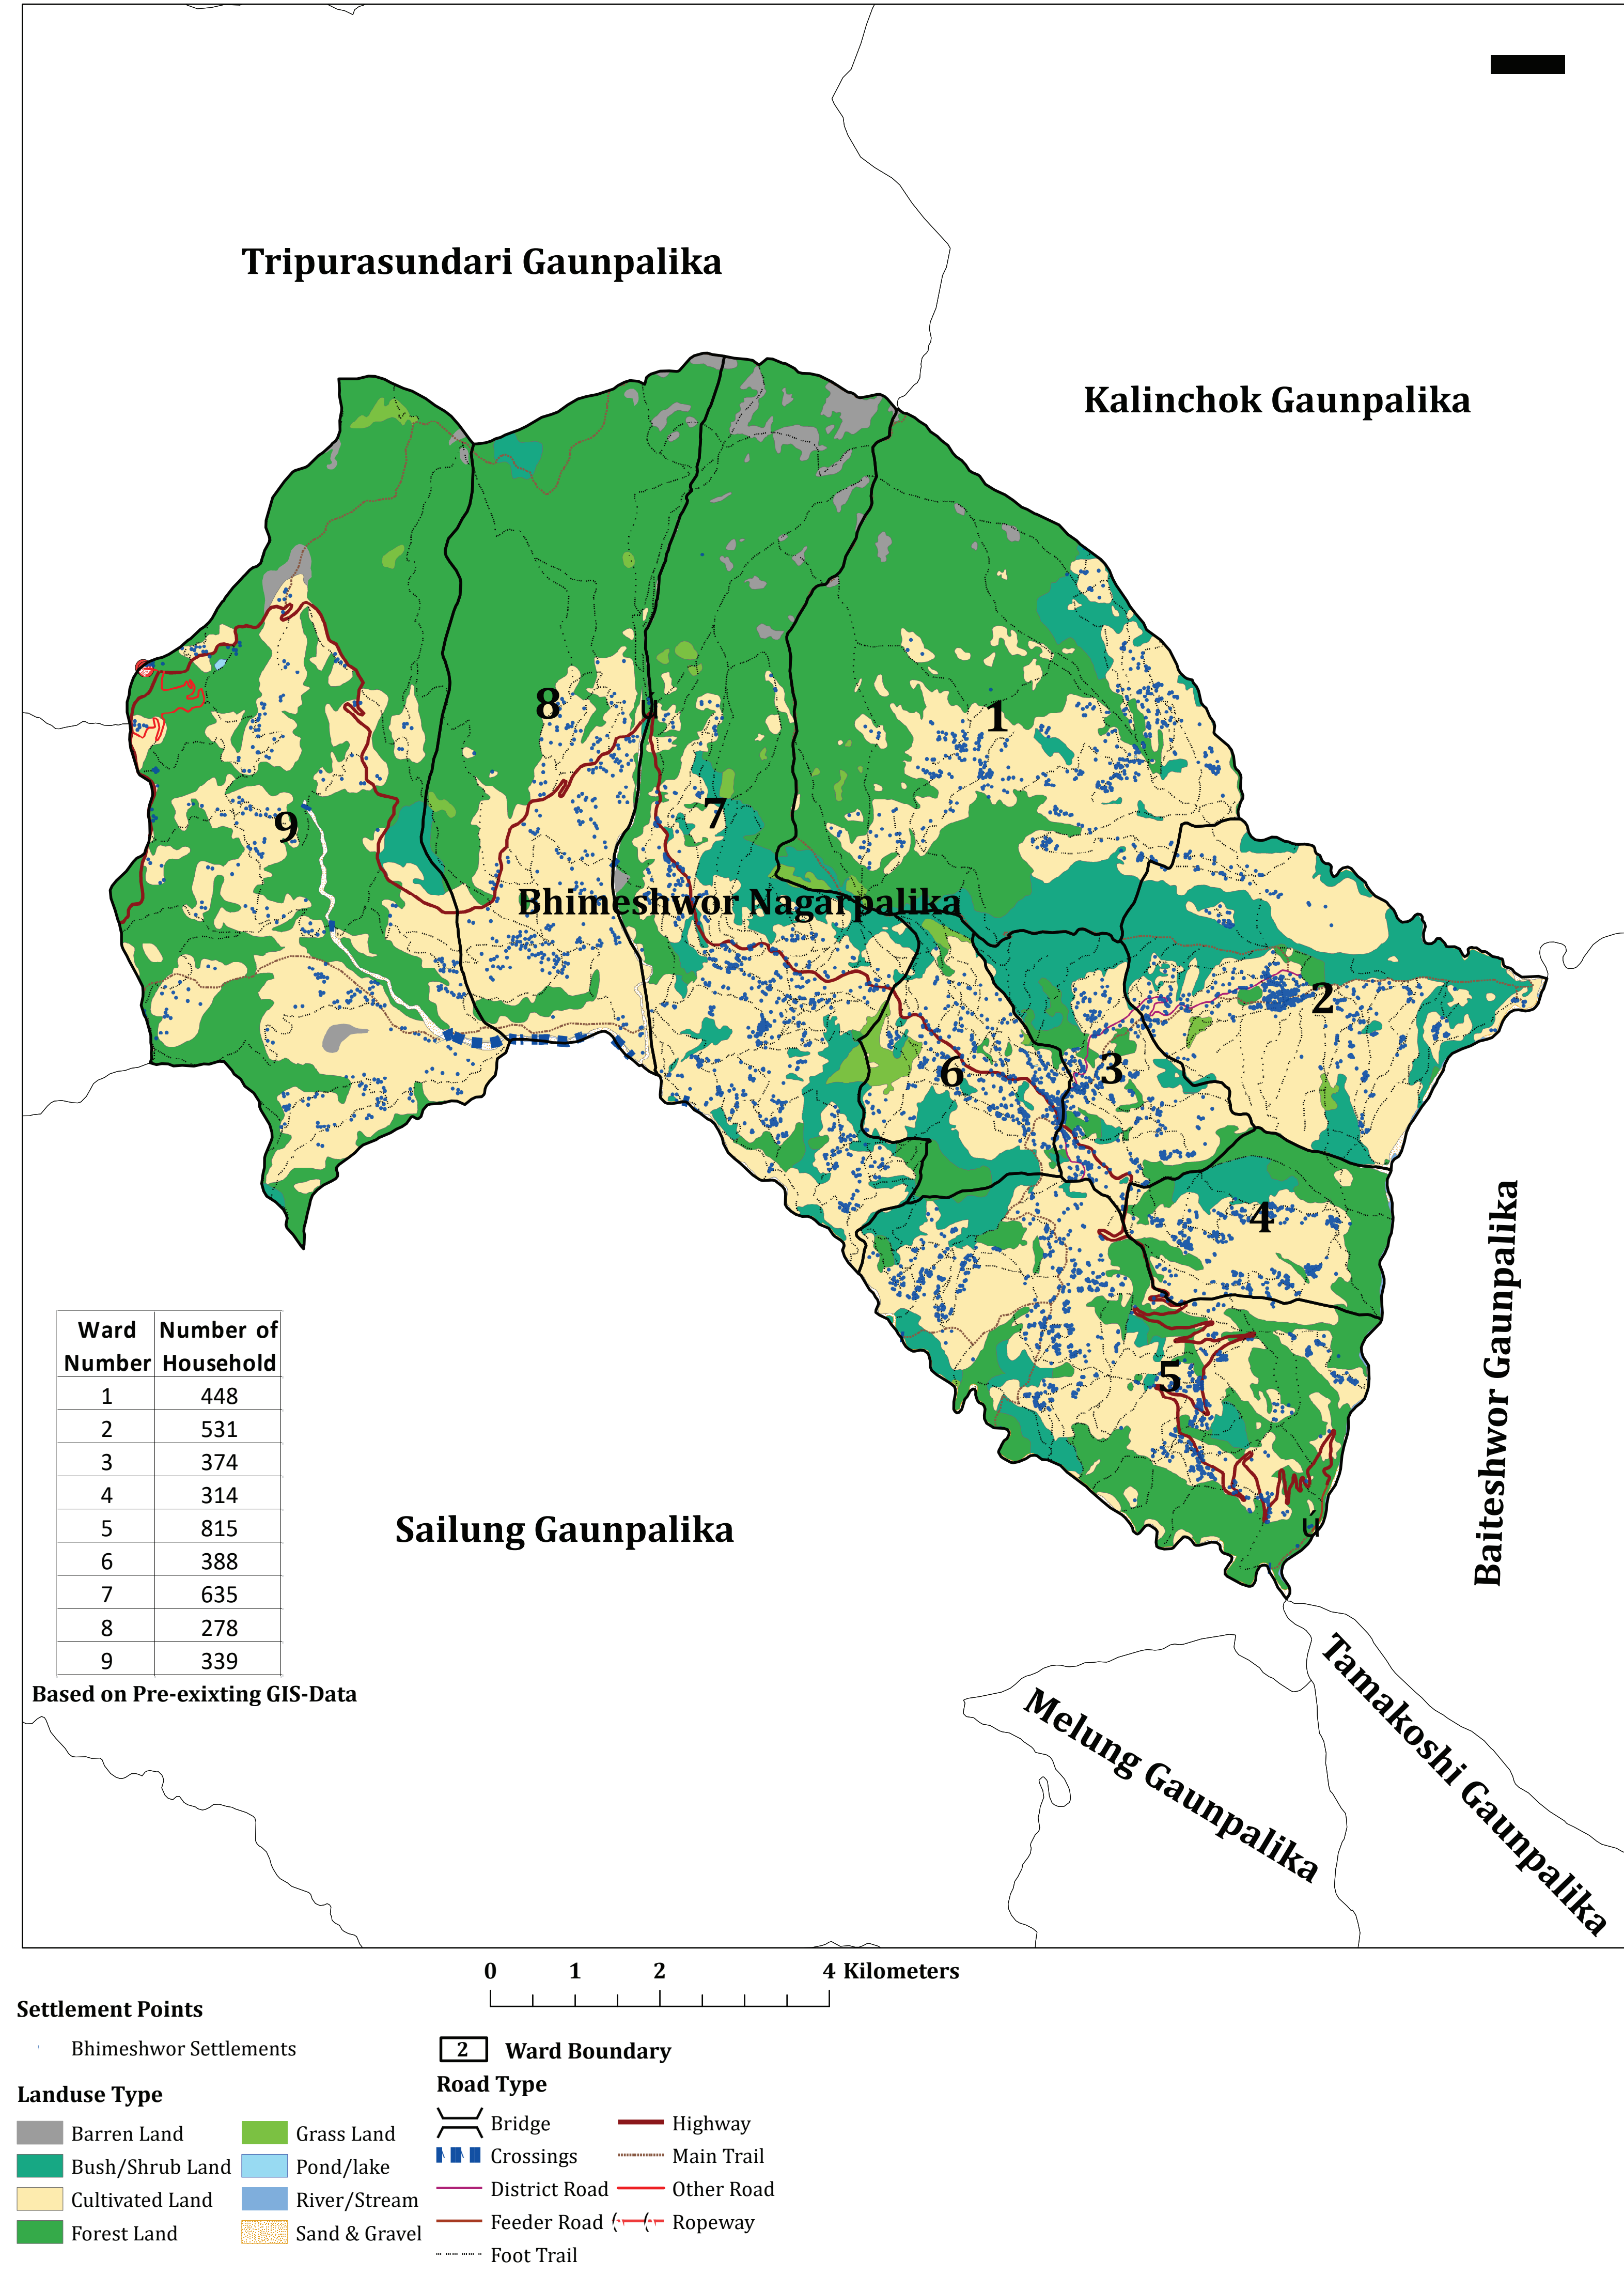 Tripurasundari Gaunpalika
Kalinchok Gaunpalika
8
ú
1
7
9
Bhimeshwor Nagarpalika
2
6
3
4
5
ú
Baiteshwor Gaunpalika
Sailung Gaunpalika
Melung Gaunpalika
Tamakoshi Gaunpalika
Ward Number Number of Household
1 448
2 531
3 374
4 314
5 815
6 388
7 635
8 278
9 339
Based on Pre-exixting GIS-Data
0 1 2 4 Kilometers
Settlement Points
Bhimeshwor Settlements
Landuse Type
Barren Land
Bush/Shrub Land
Cultivated Land
Forest Land
Grass Land
Pond/lake
River/Stream
Sand & Gravel
2 Ward Boundary
Road Type
Bridge
Crossings
District Road
Feeder Road
Foot Trail
Highway
Main Trail
Other Road
Ropeway